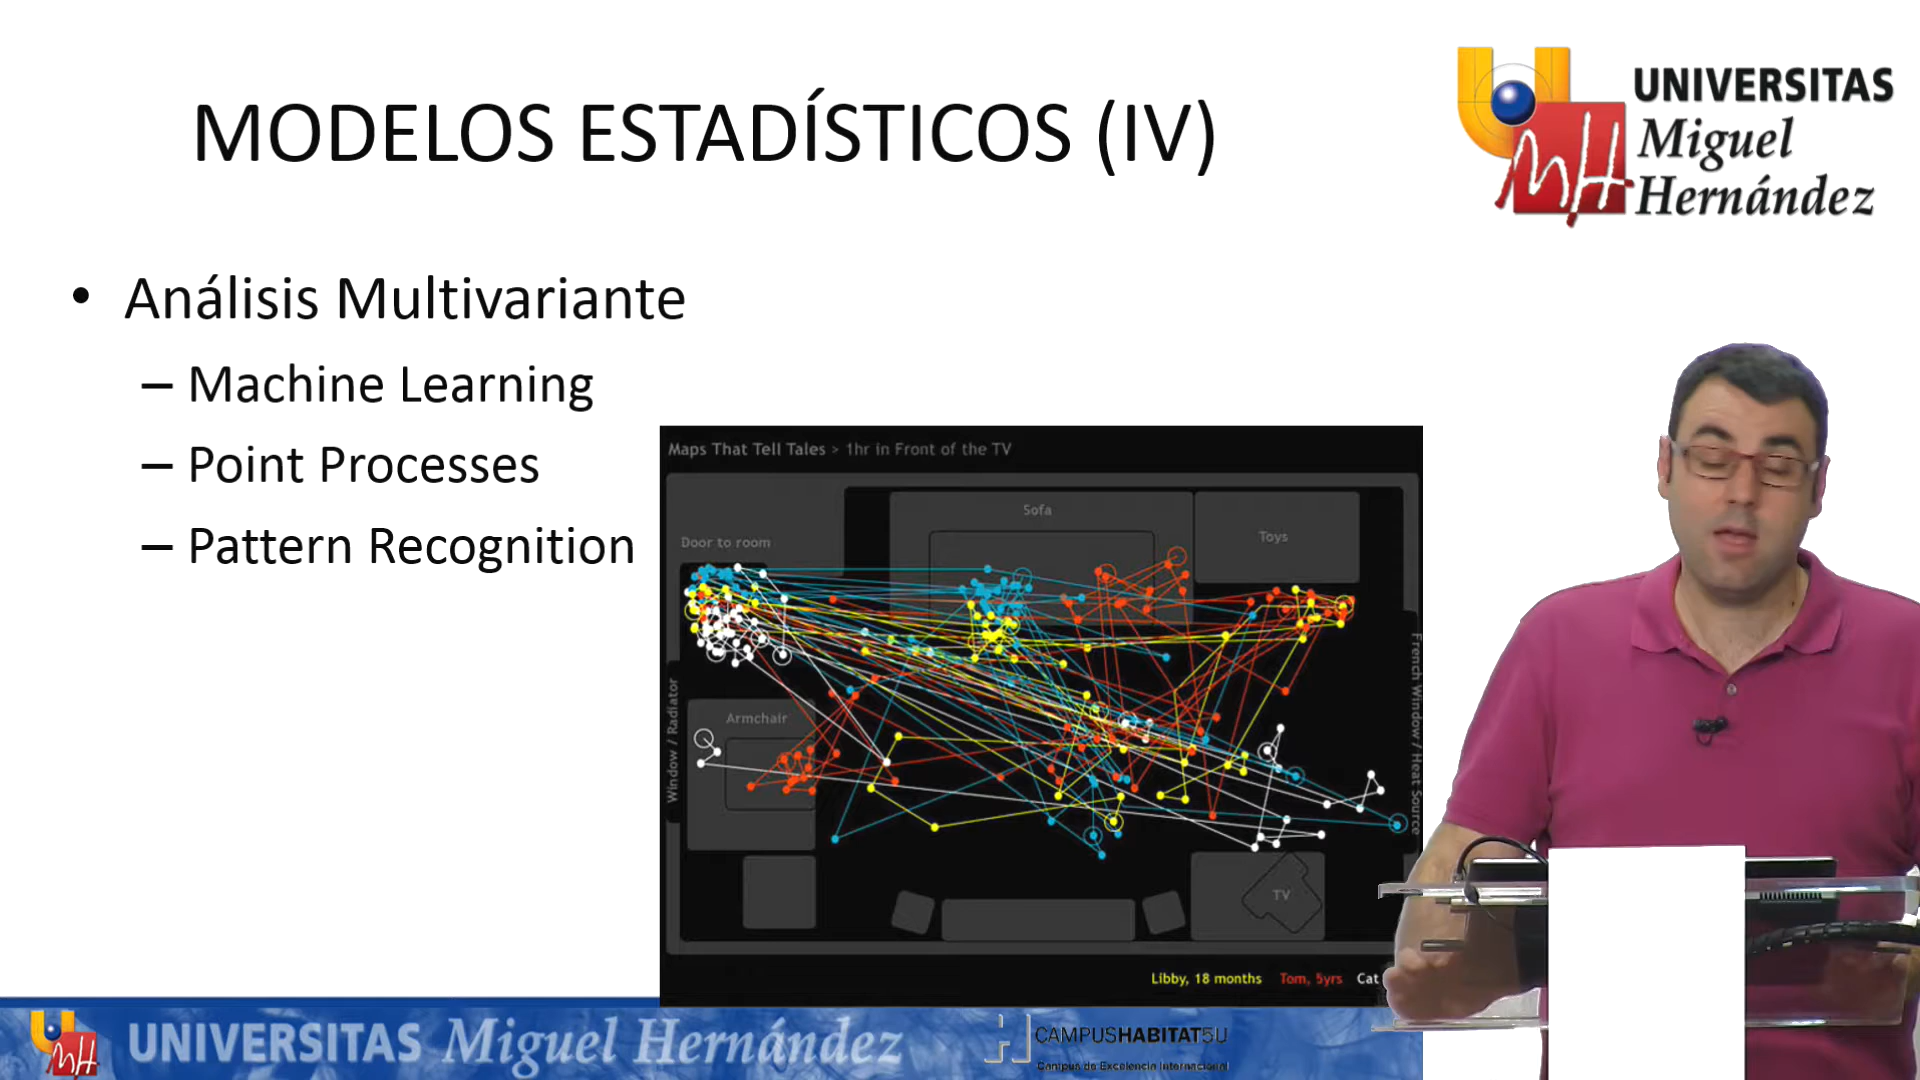 MODELOS ESTADÍSTICOS (IV)
UNIVERSITAS
Miguel
Hernández
• Análisis Multivariante
– Machine Learning
– Point Processes
– Pattern Recognition
Maps That Tell Tales > 1hr in Front of the TV
Sofa
Toys
Door to room
Armchair
Window / Radiator
French Window / Heat Source
TV
Libby, 18 months Tom, 5yrs Cat
UNIVERSITAS Miguel Hernández
CAMPUSHABITAT5U
Campus de Excelencia Internacional